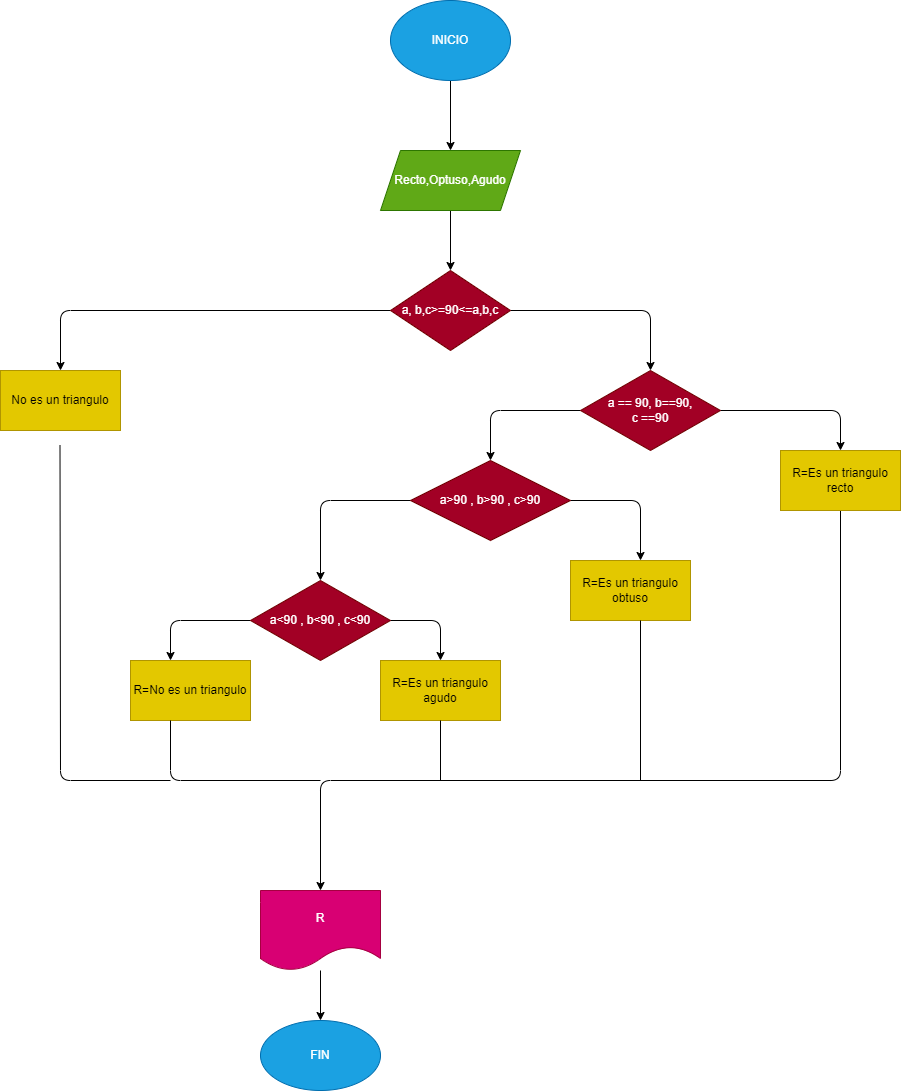 INICIO
Recto,Optuso,Agudo
a, b,c>=90<=a,b,c
No es un triangulo
a == 90, b==90,
c ==90
R=Es un triangulo
recto
a>90 , b>90 , c>90
R=Es un triangulo
obtuso
a<90 , b<90 , c<90
R=No es un triangulo
R=Es un triangulo
agudo
R
FIN